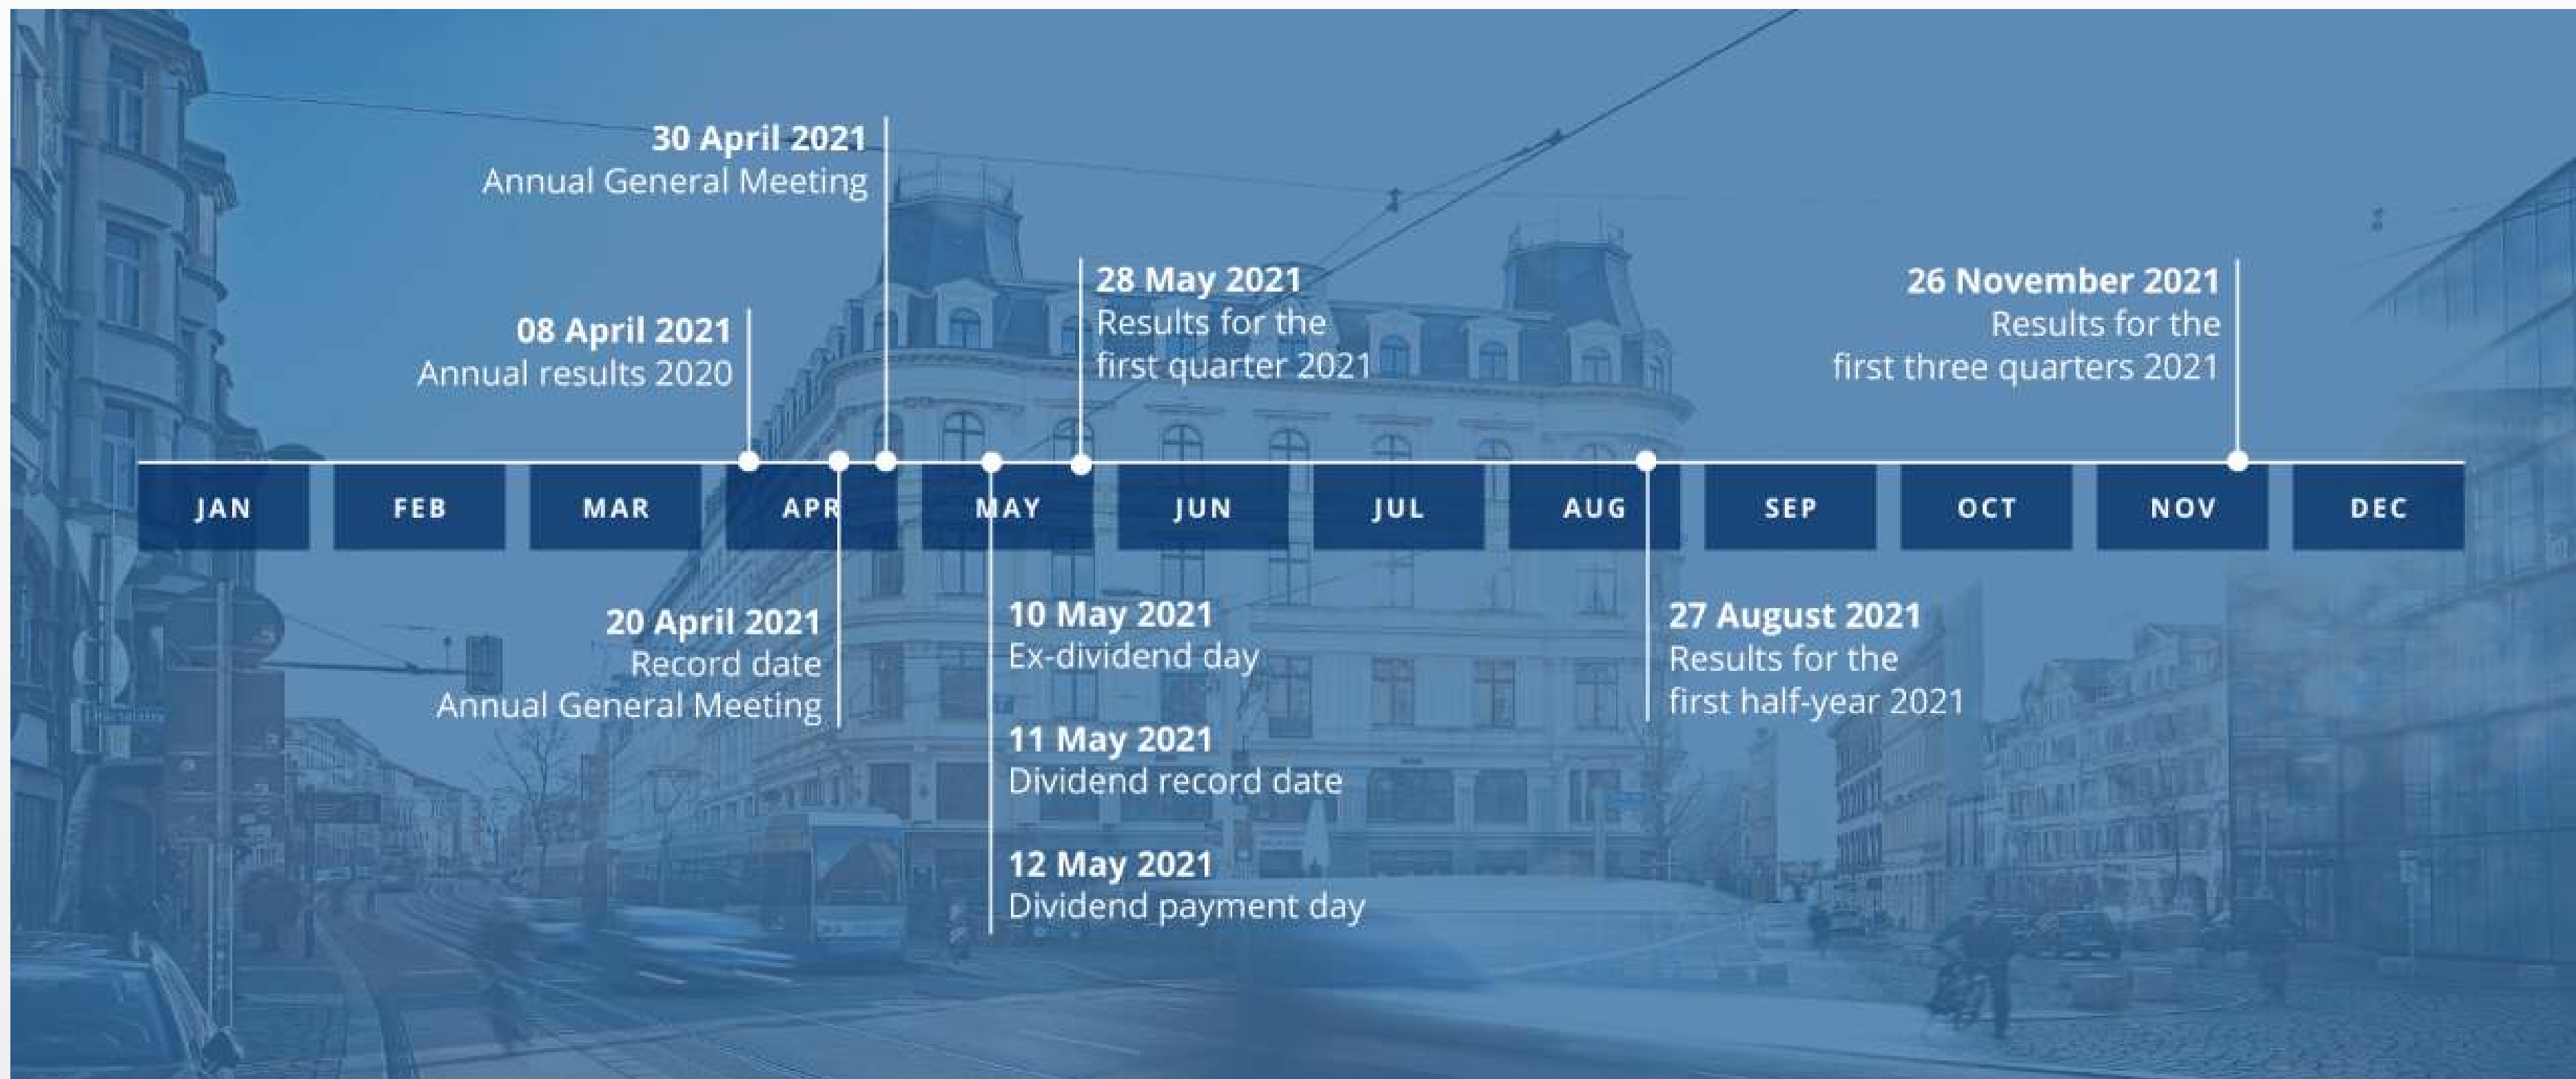 30 April 2021
Annual General Meeting
28 May 2021
Results for the
first quarter 2021
26 November 2021
Results for the
first three quarters 2021
08 April 2021
Annual results 2020
JAN
FEB
MAR
APR
MAY
JUN
JUL
AUG
SEP
OCT
NOV
DEC
20 April 2021
Record date
Annual General Meeting
10 May 2021
Ex-dividend day
11 May 2021
Dividend record date
12 May 2021
Dividend payment day
27 August 2021
Results for the
first half-year 2021